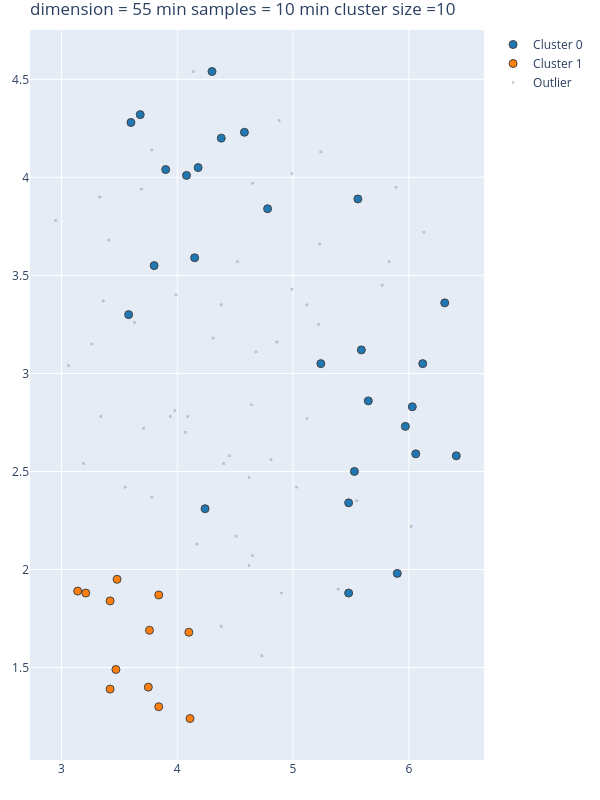 dimension = 55 min samples = 10 min cluster size =10
Cluster 0
Cluster 1
Outlier
4.5
4
3.5
3
2.5
2
1.5
3 4 5 6